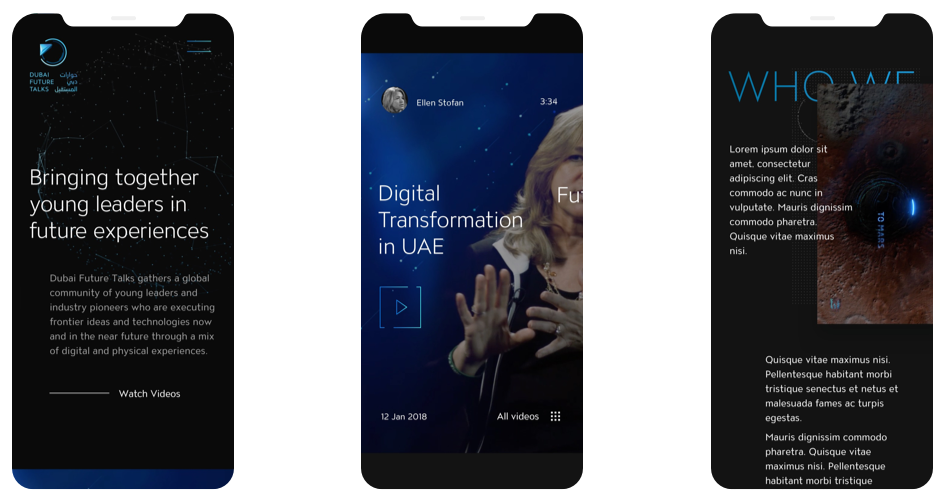 DUBAI
FUTURE
TALKS
حوارات
دبي
المستقبل
Bringing together
young leaders in
future experiences
Dubai Future Talks gathers a global
community of young leaders and
industry pioneers who are executing
frontier ideas and technologies now
and in the near future through a mix
of digital and physical experiences.
Watch Videos
Ellen Stofan
3:34
Digital
Transformation
in UAE
Fu
12 Jan 2018
All videos
WHO WE
Lorem ipsum dolor sit
amet. consectetur
adipiscing elit. Cras
commodo ac nunc in
vulputate. Mauris dignissim
commodo pharetra.
Quisque vitae maximus
nisi.
TO MARS
Quisque vitae maximus nisi.
Pellentesque habitant morbi
tristique senectus et netus et
malesuada fames ac turpis
egestas.
Mauris dignissim commodo
pharetra. Quisque vitae
maximus nisi. Pellentesque
habitant morbi tristique